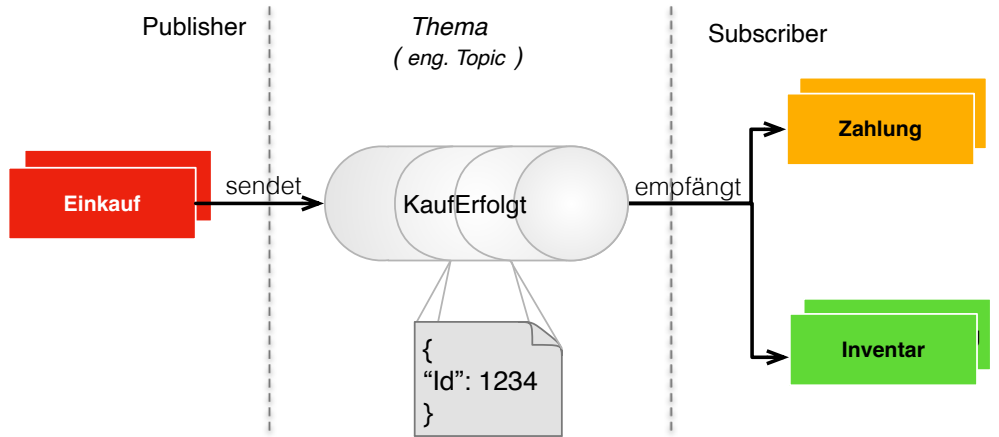 Publisher
Thema
( eng. Topic )
Subscriber
Einkauf
sendet
KaufErfolgt
empfängt
Zahlung
Inventar
{
“Id”: 1234
}